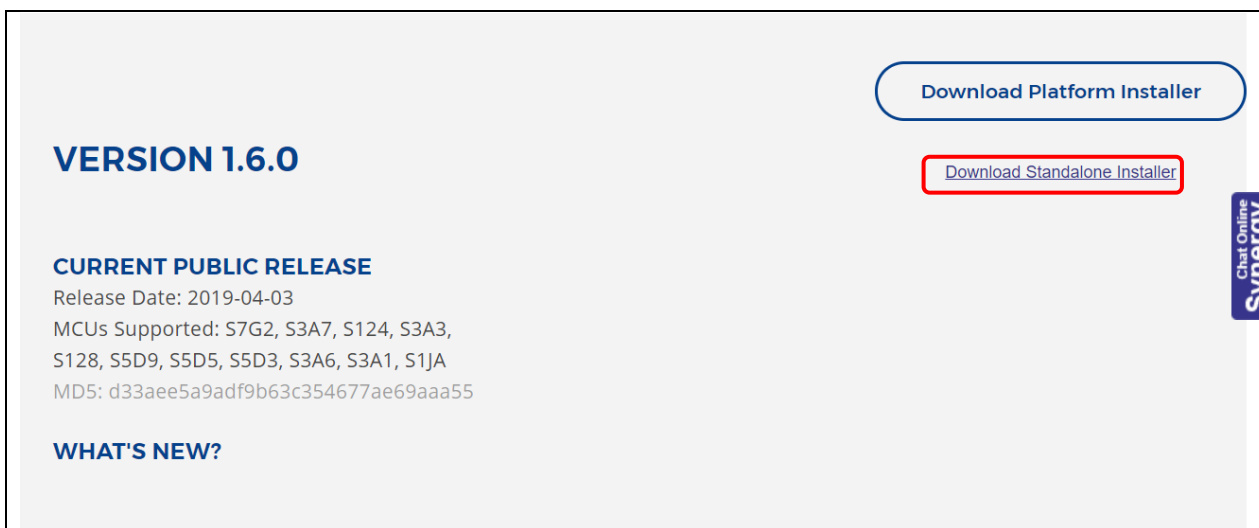 Download Platform Installer
VERSION 1.6.0
Download Standalone Installer
Chat Online
Synergy
CURRENT PUBLIC RELEASE
Release Date: 2019-04-03
MCUs Supported: S7G2, S3A7, S124, S3A3,
S128, S5D9, S5D5, S5D3, S3A6, S3A1, S1JA
MD5: d33aee5a9adf9b63c354677ae69aaa55
WHAT'S NEW?